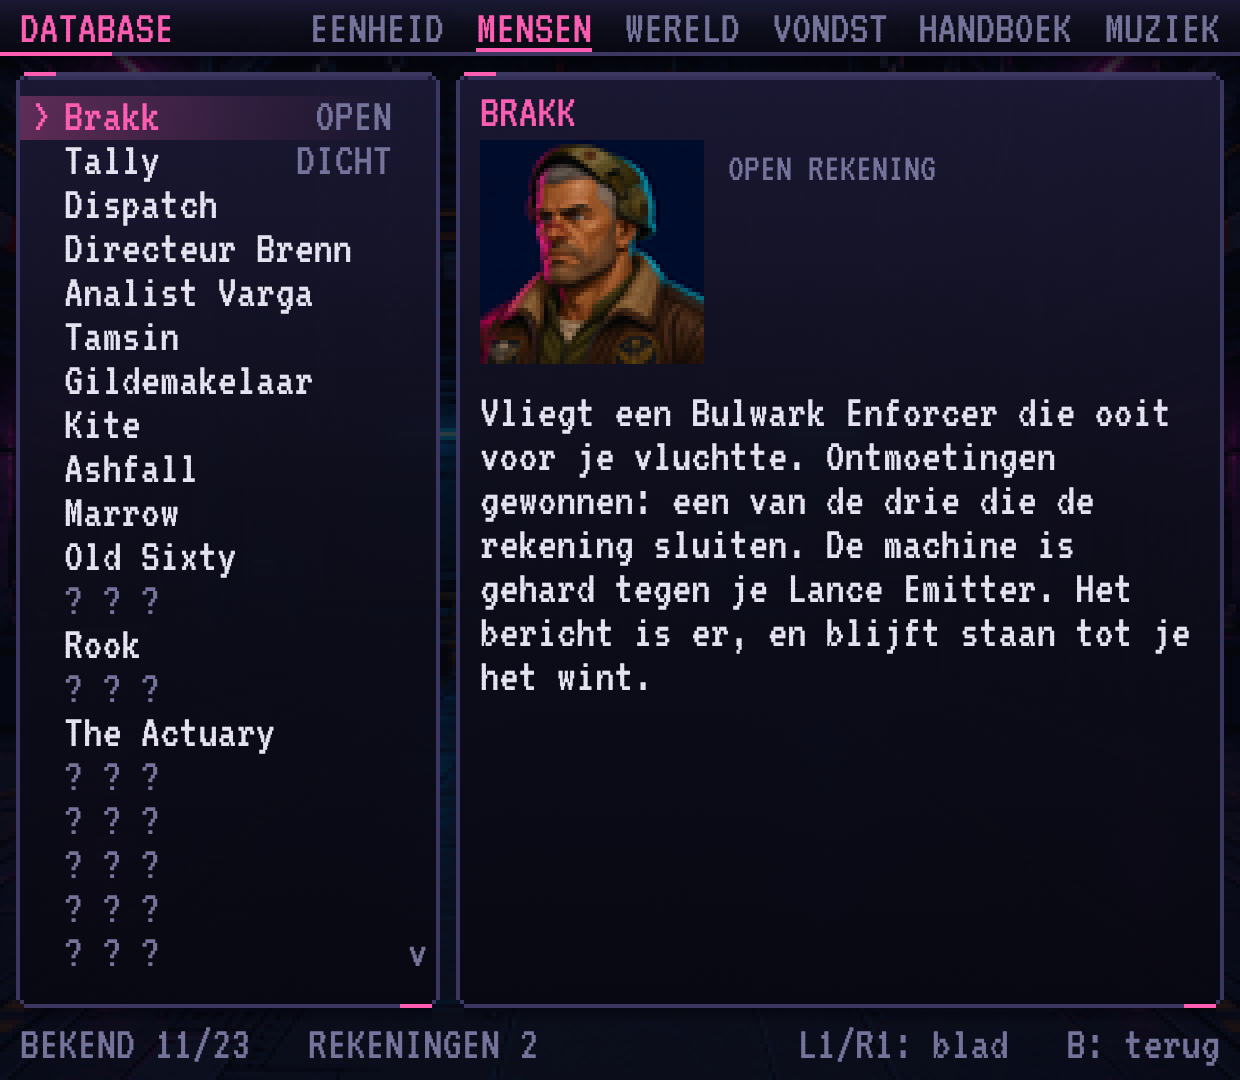 DATABASE EENHEID MENSEN WERELD VONDST HANDBOEK MUZIEK
> Brakk OPEN
Tally DICHT
Dispatch
Directeur Brenn
Analist Varga
Tamsin
Gildemakelaar
Kite
Ashfall
Marrow
Old Sixty
? ? ?
Rook
? ? ?
The Actuary
? ? ?
? ? ?
? ? ?
? ? ?
? ? ? v
BRAKK
OPEN REKENING
Vliegt een Bulwark Enforcer die ooit
voor je vluchtte. Ontmoetingen
gewonnen: een van de drie die de
rekening sluiten. De machine is
gehard tegen je Lance Emitter. Het
bericht is er, en blijft staan tot je
het wint.
BEKEND 11/23 REKENINGEN 2 L1/R1: blad B: terug